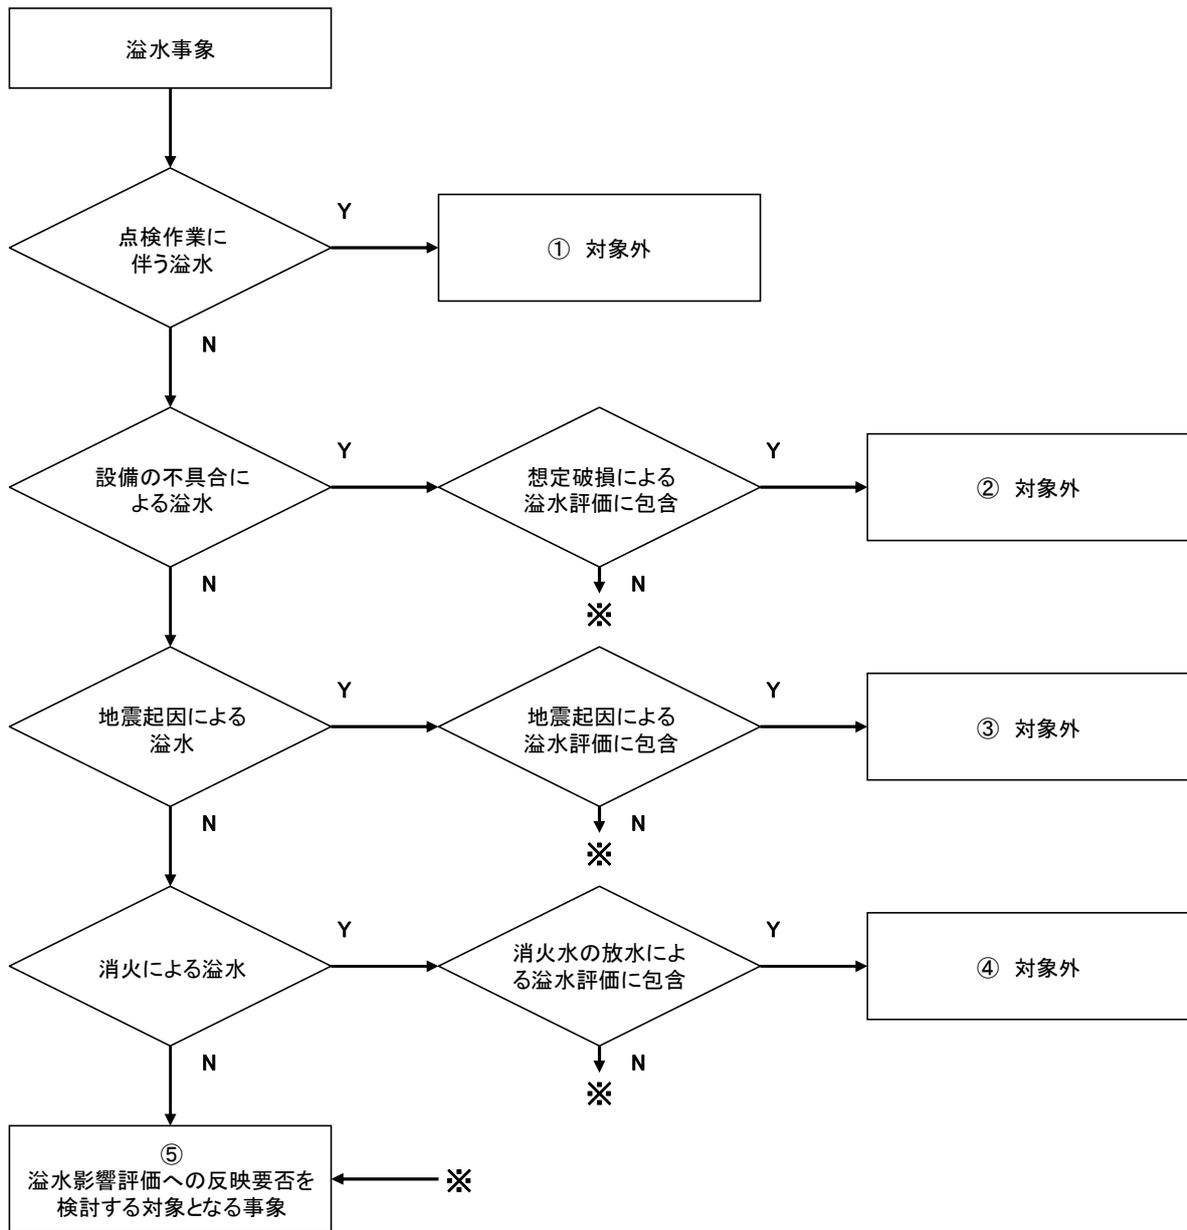 溢水事象
点検作業に
伴う溢水
Y
① 対象外
N
設備の不具合に
よる溢水
Y
想定破損による
溢水評価に包含
Y
② 対象外
N
N
※
地震起因による
溢水
Y
地震起因による
溢水評価に包含
Y
③ 対象外
N
N
※
消火による溢水
Y
消火水の放水によ
る溢水評価に包含
Y
④ 対象外
N
N
※
⑤
溢水影響評価への反映要否を
検討する対象となる事象
※